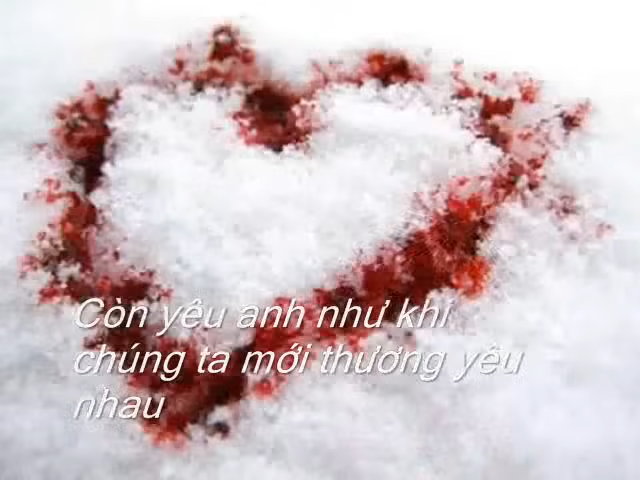 Còn yêu anh như khi
chúng ta mới thương yêu
nhau